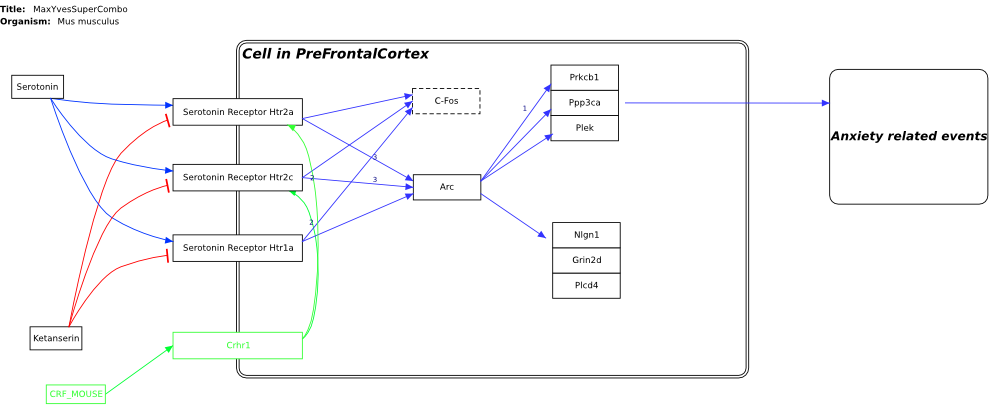 Title: MaxYvesSuperCombo
Organism: Mus musculus
Cell in PreFrontalCortex
Serotonin
Serotonin Receptor Htr2a
Serotonin Receptor Htr2c
Serotonin Receptor Htr1a
Ketanserin
Crhr1
CRF_MOUSE
C-Fos
Arc
3
2
3
2
1
Prkcb1
Ppp3ca
Plek
Nlgn1
Grin2d
Plcd4
Anxiety related events